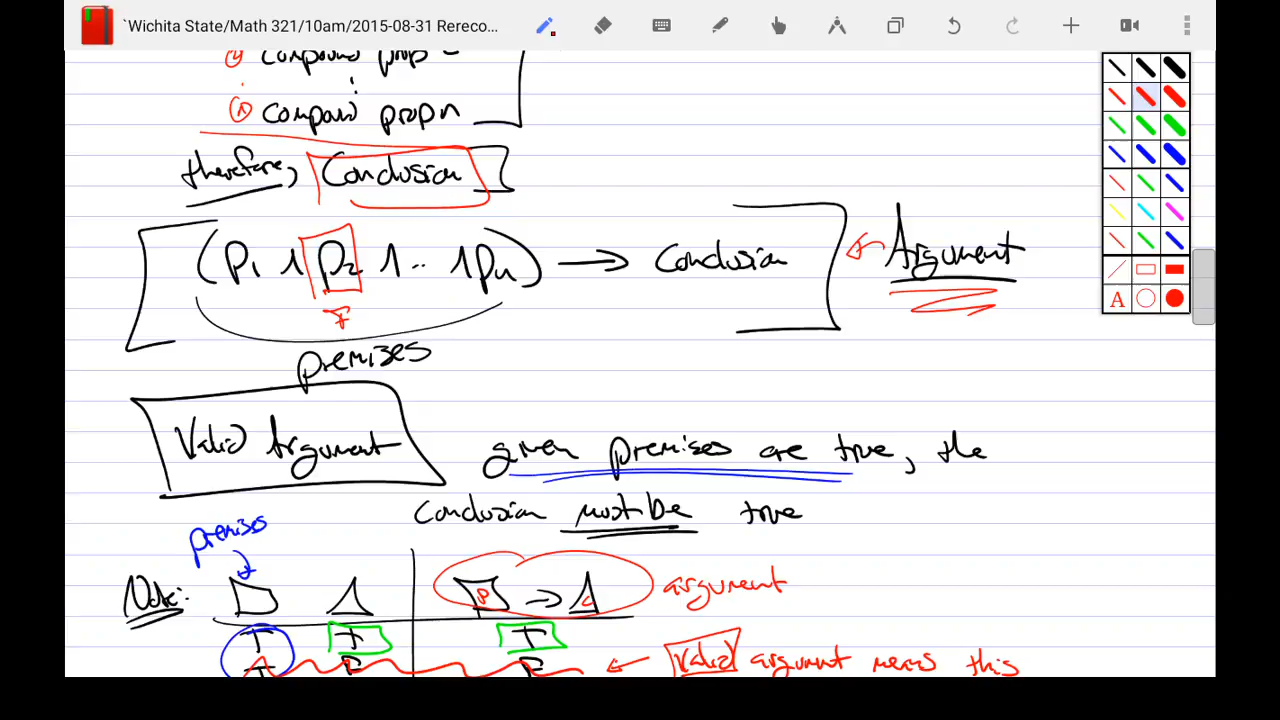 `Wichita State/Math 321/10am/2015-08-31 Rereco...
② compound prop
ⓝ compound prop n
therefore, Conclusion
(p1 ∧ p2 ∧ .. ∧ pn) → Conclusion
Argument
F
premises
Valid Argument given premises are true, the
Conclusion must be true
premises
Note: P → C argument
T T T
T F F ← Valid argument means this
A